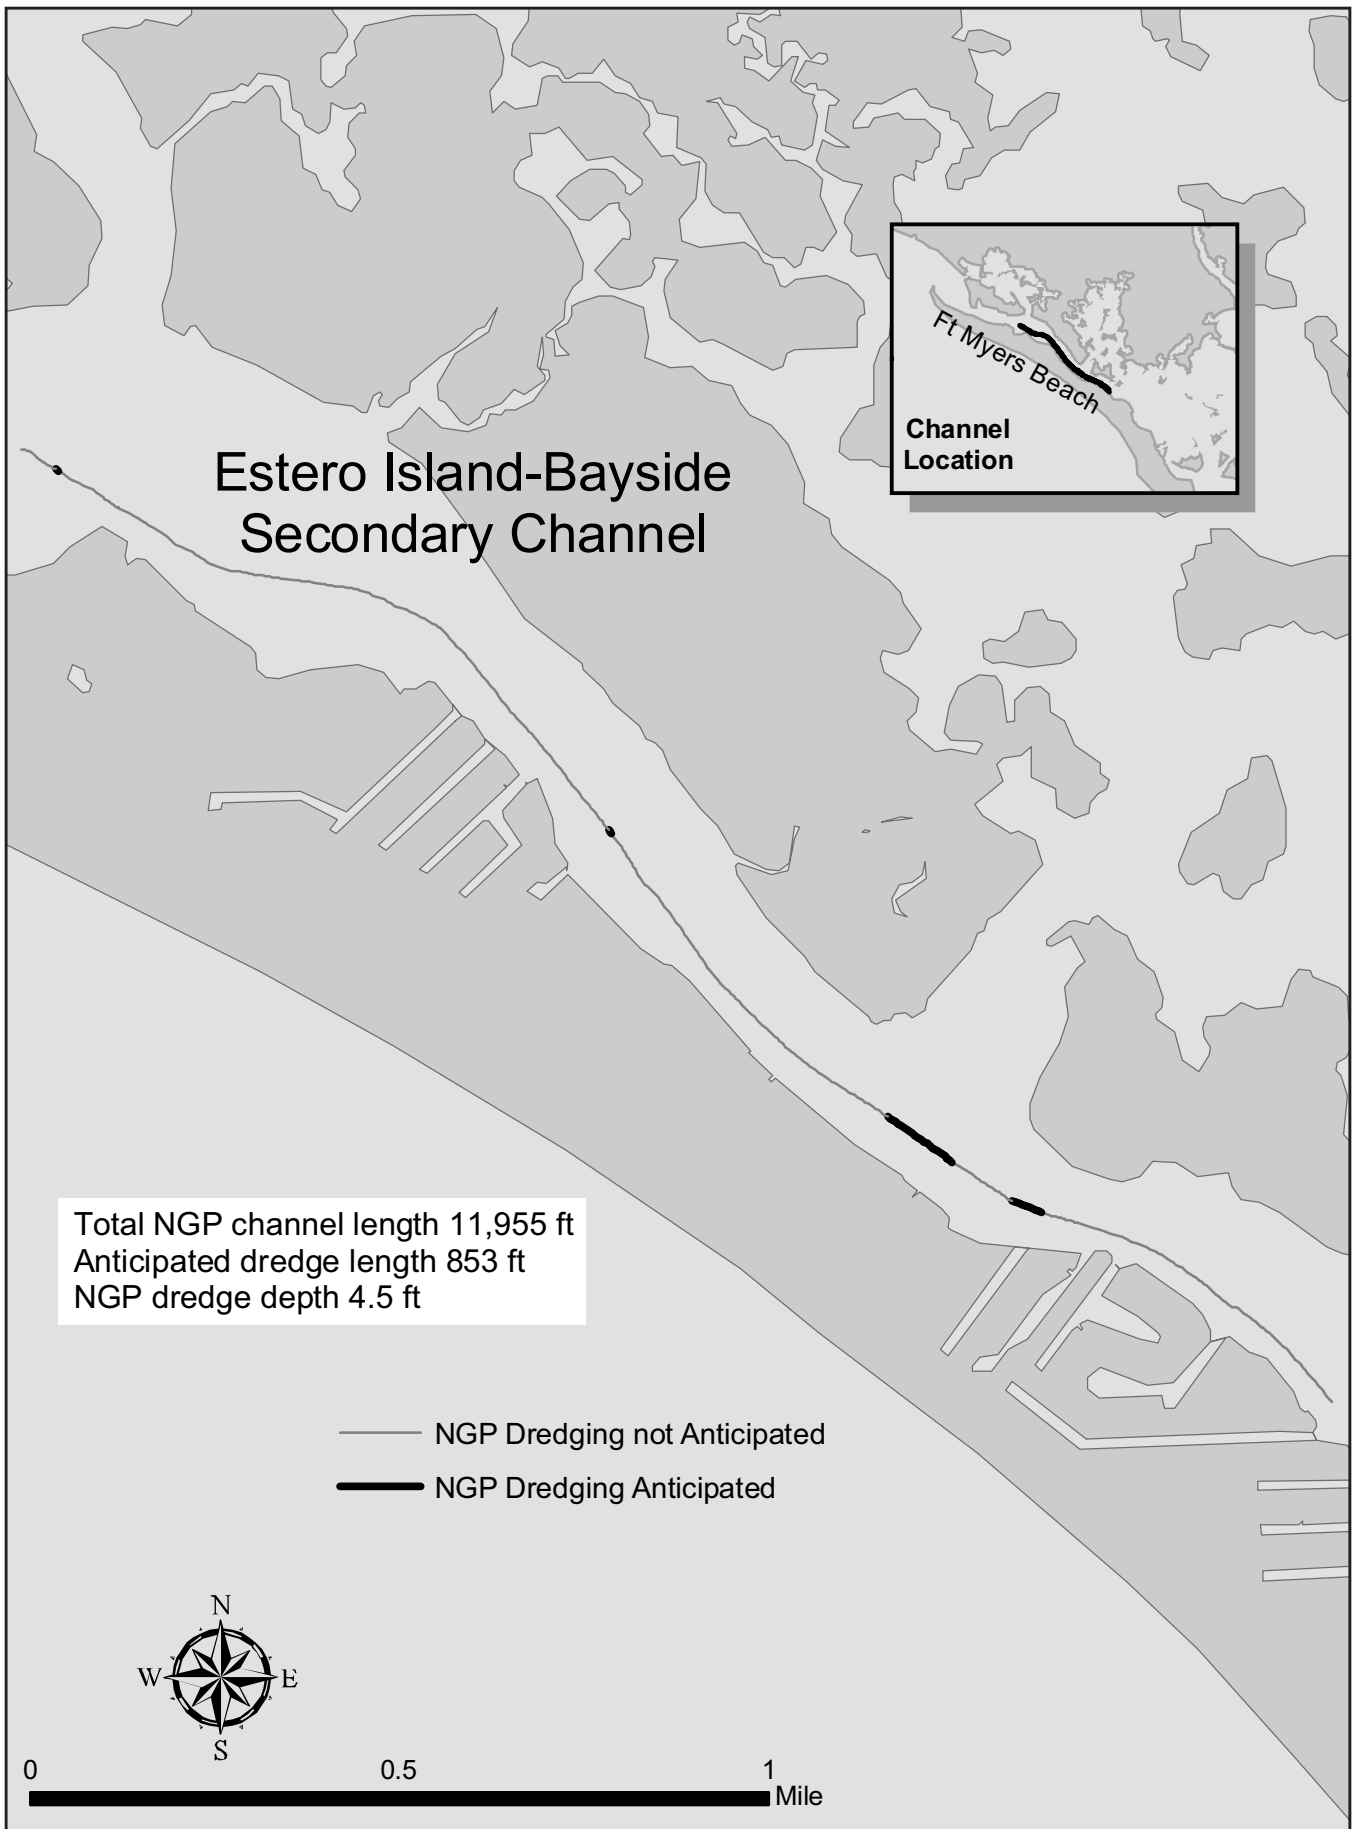 Ft Myers Beach
Channel
Location
Estero Island-Bayside
Secondary Channel
Total NGP channel length 11,955 ft
Anticipated dredge length 853 ft
NGP dredge depth 4.5 ft
NGP Dredging not Anticipated
NGP Dredging Anticipated
N
W E
S
0 0.5 1
Mile